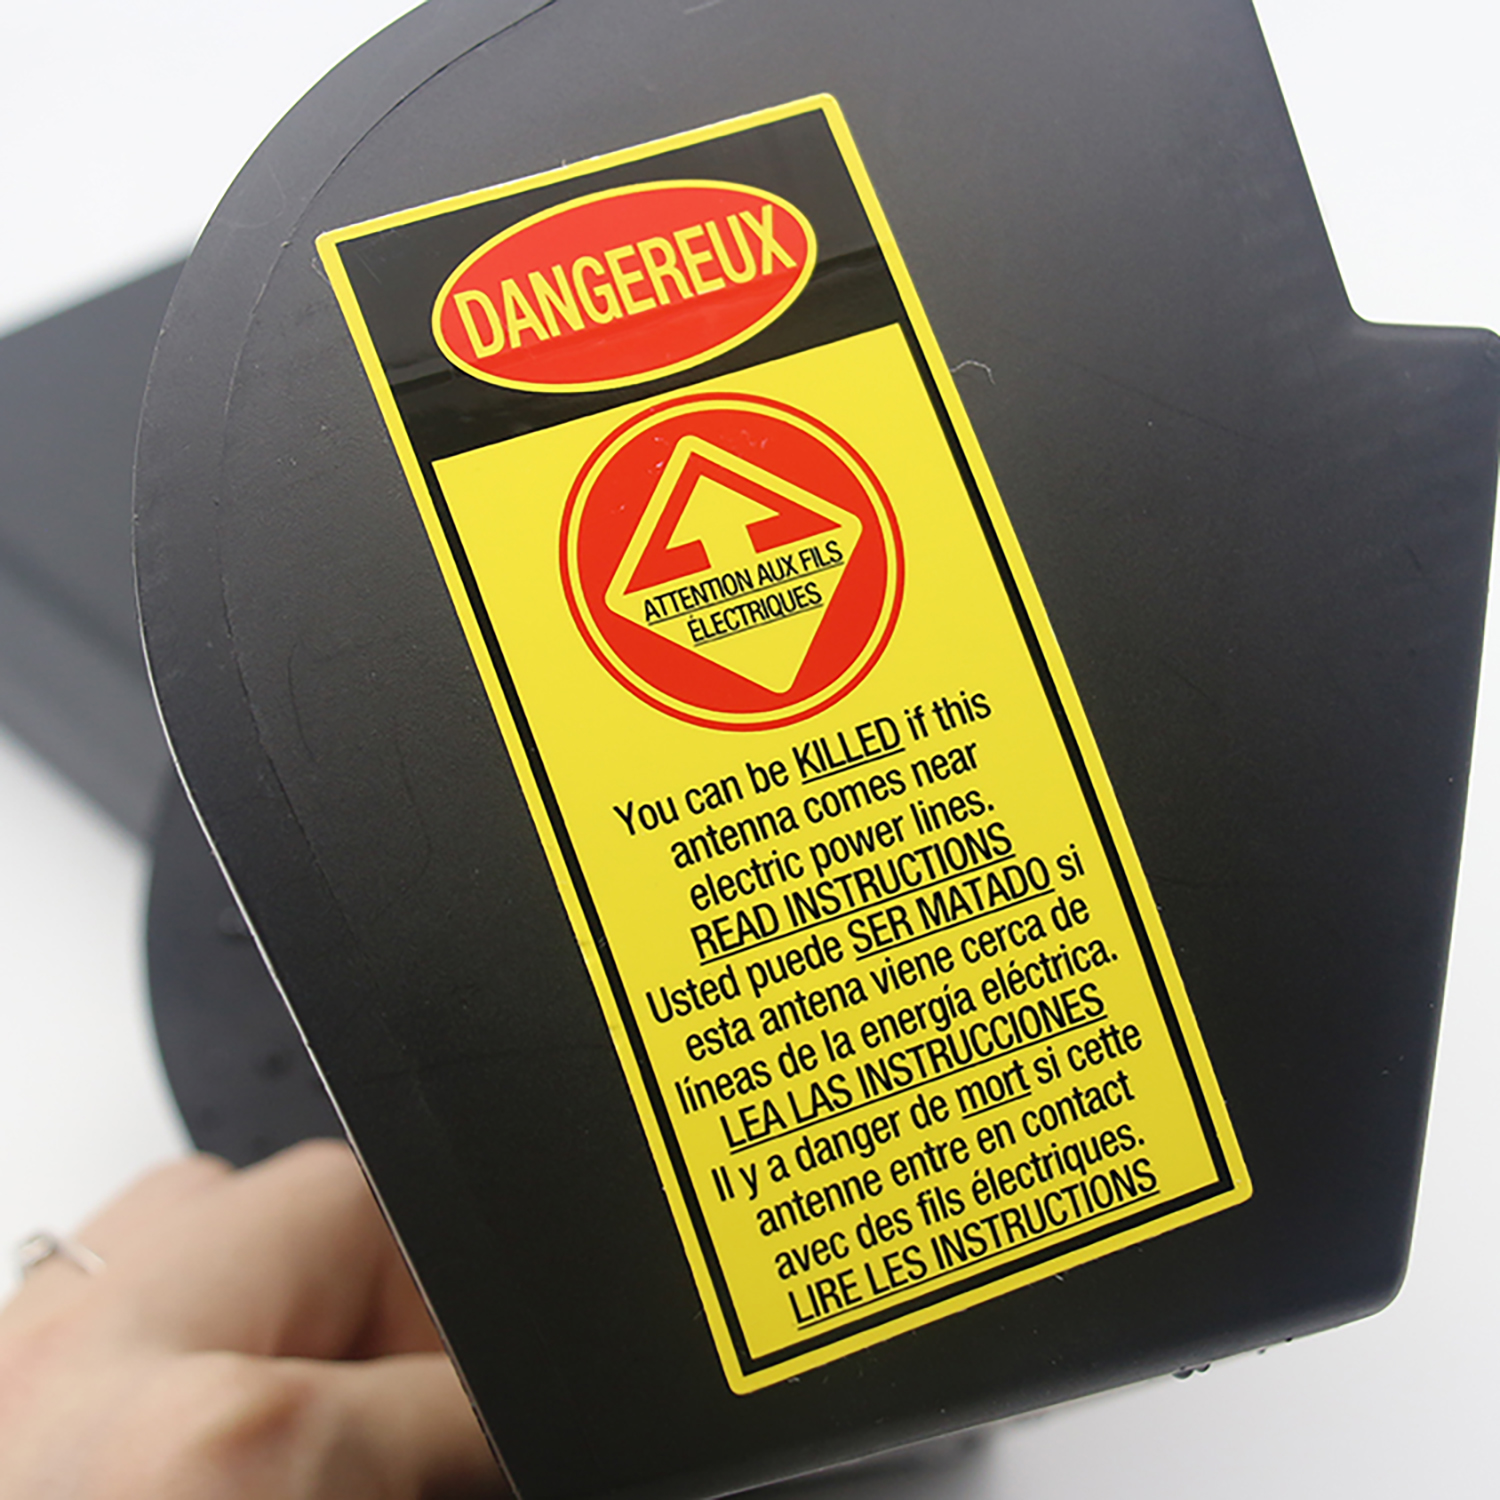 DANGEREUX
ATTENTION AUX FILS
ÉLECTRIQUES
You can be KILLED if this
antenna comes near
electric power lines.
READ INSTRUCTIONS
Usted puede SER MATADO si
esta antena viene cerca de
líneas de la energía eléctrica.
LEA LAS INSTRUCCIONES
Il y a danger de mort si cette
antenne entre en contact
avec des fils électriques.
LIRE LES INSTRUCTIONS